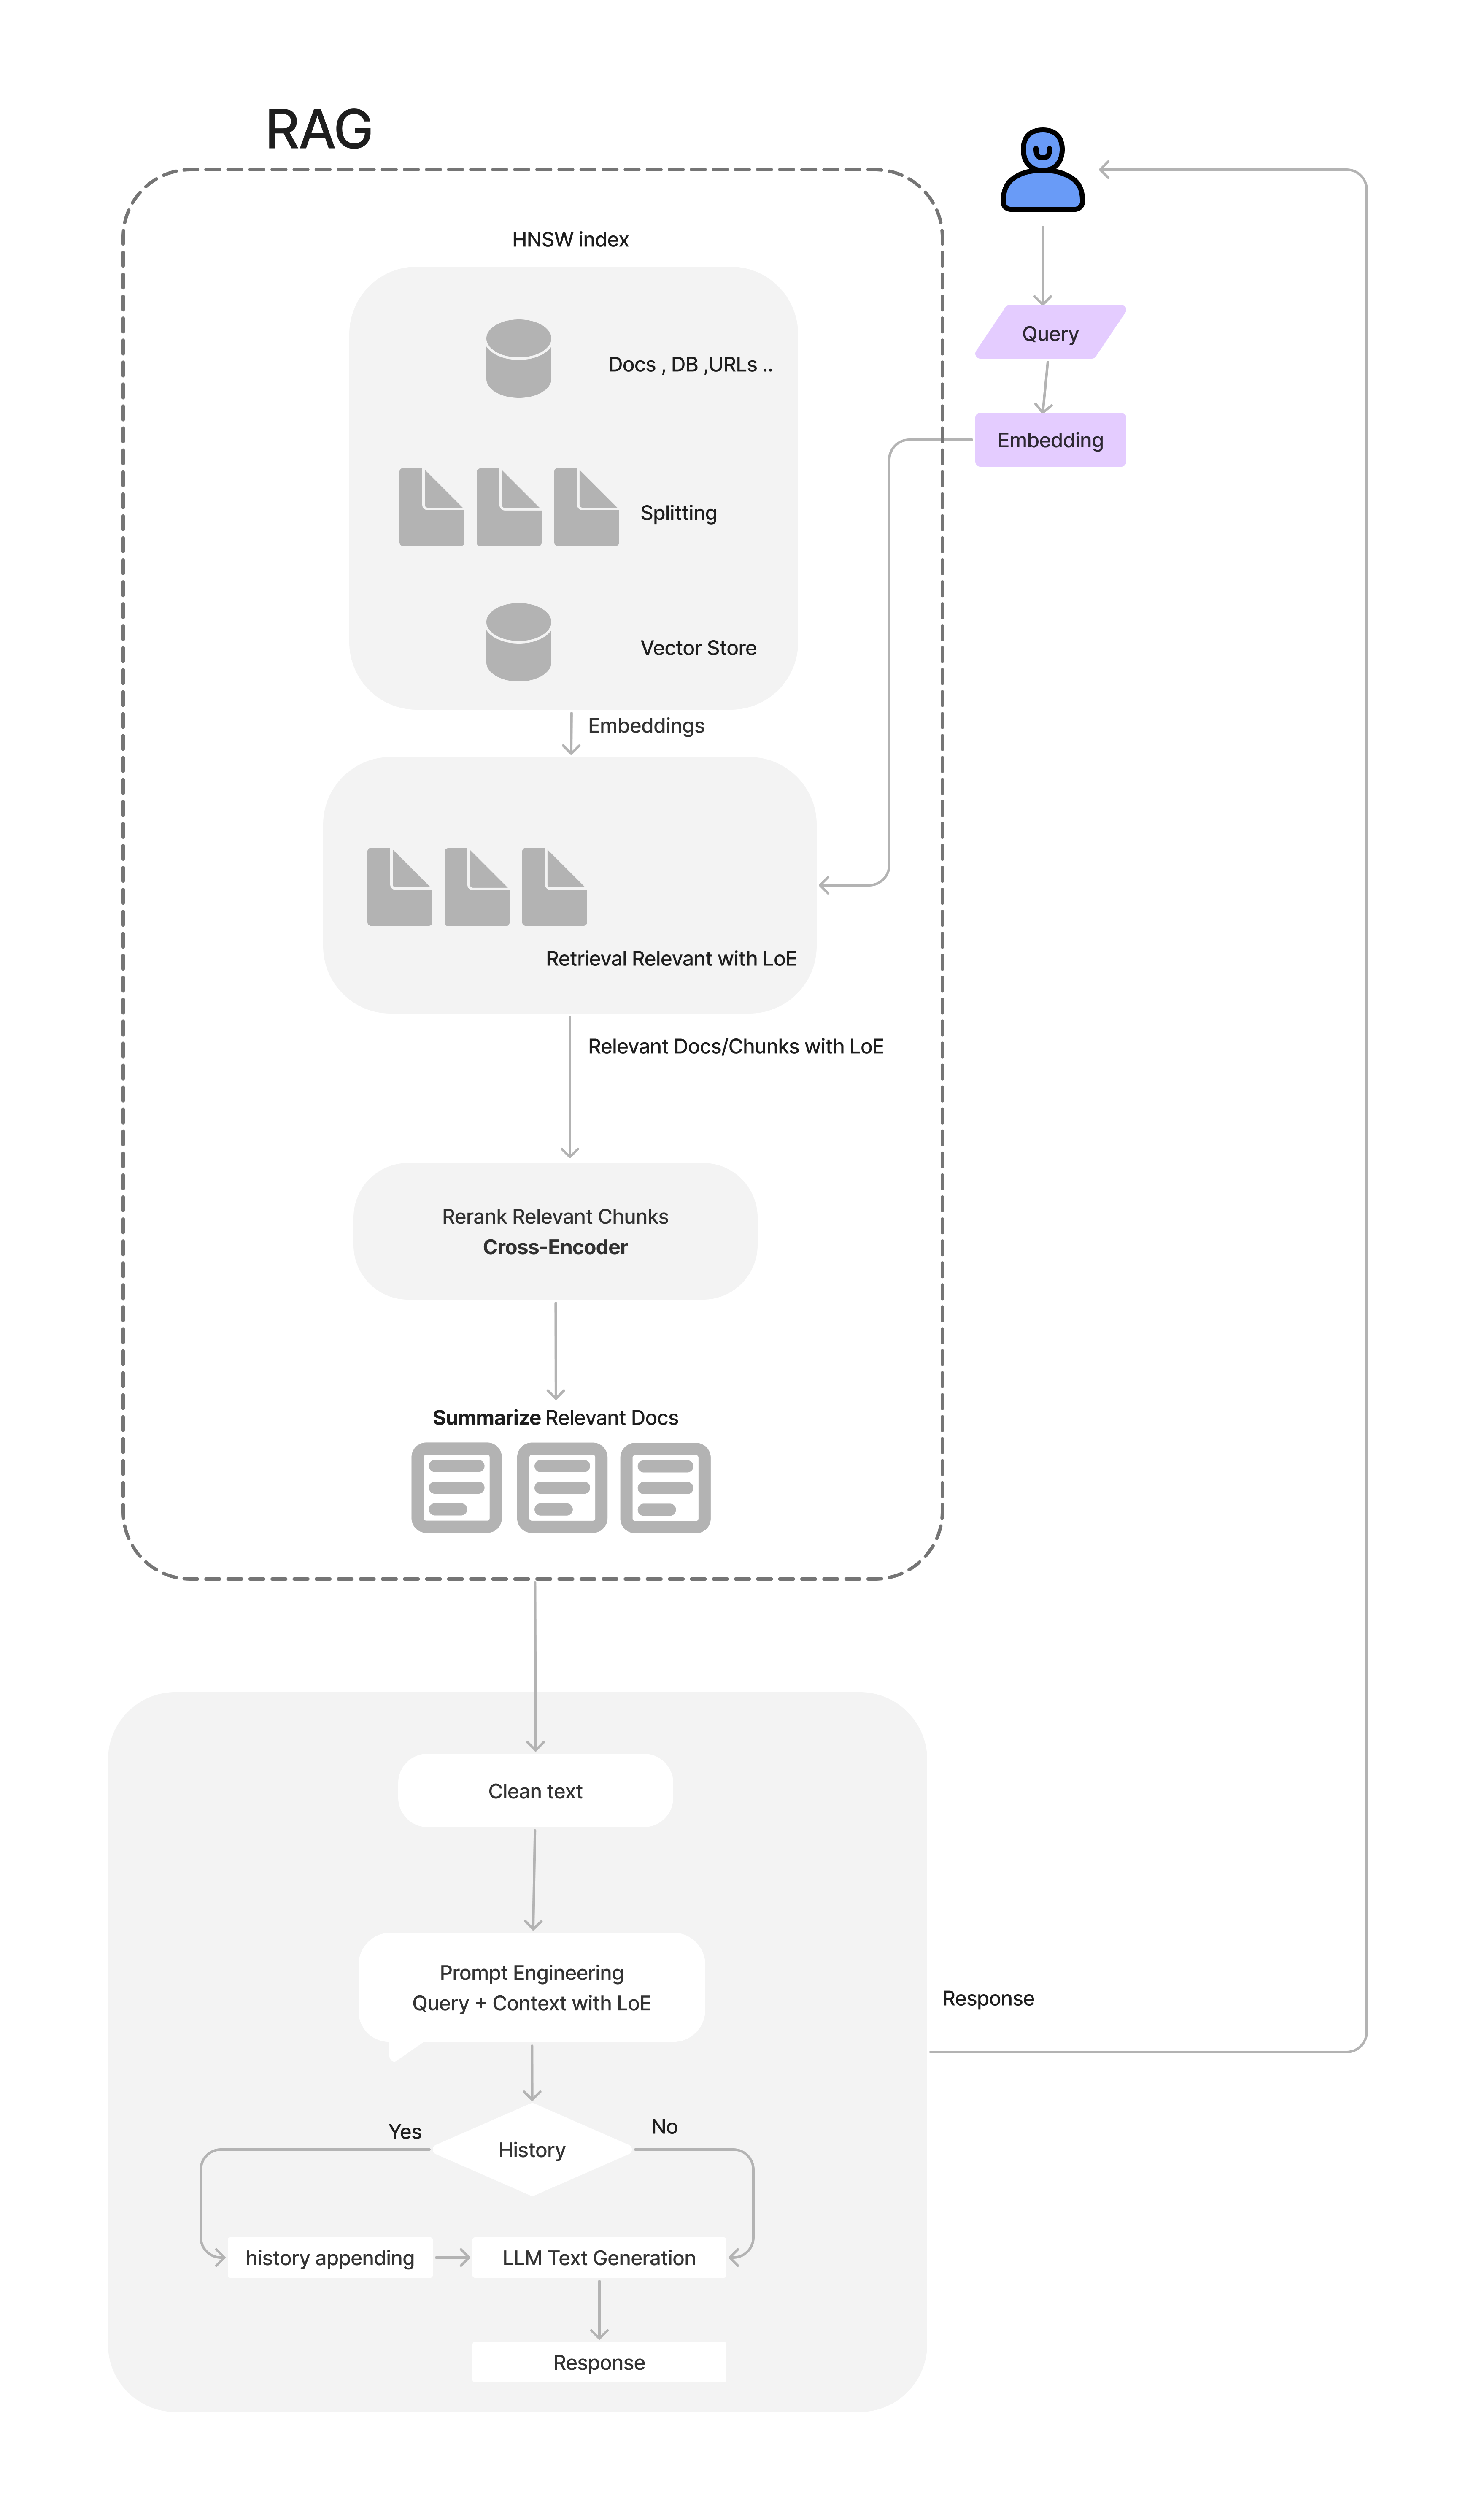 RAG
HNSW index
Docs , DB ,URLs ..
Query
Embedding
Splitting
Vector Store
Embeddings
Retrieval Relevant with LoE
Relevant Docs/Chunks with LoE
Rerank Relevant Chunks
Cross-Encoder
Summarize Relevant Docs
Clean text
Prompt Engineering
Query + Context with LoE
Response
Yes
No
History
history appending
LLM Text Generation
Response